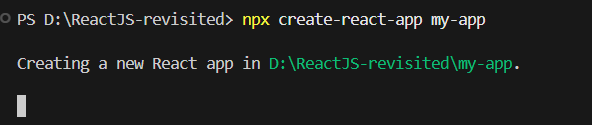 PS D:\ReactJS-revisited> npx create-react-app my-app
Creating a new React app in D:\ReactJS-revisited\my-app.